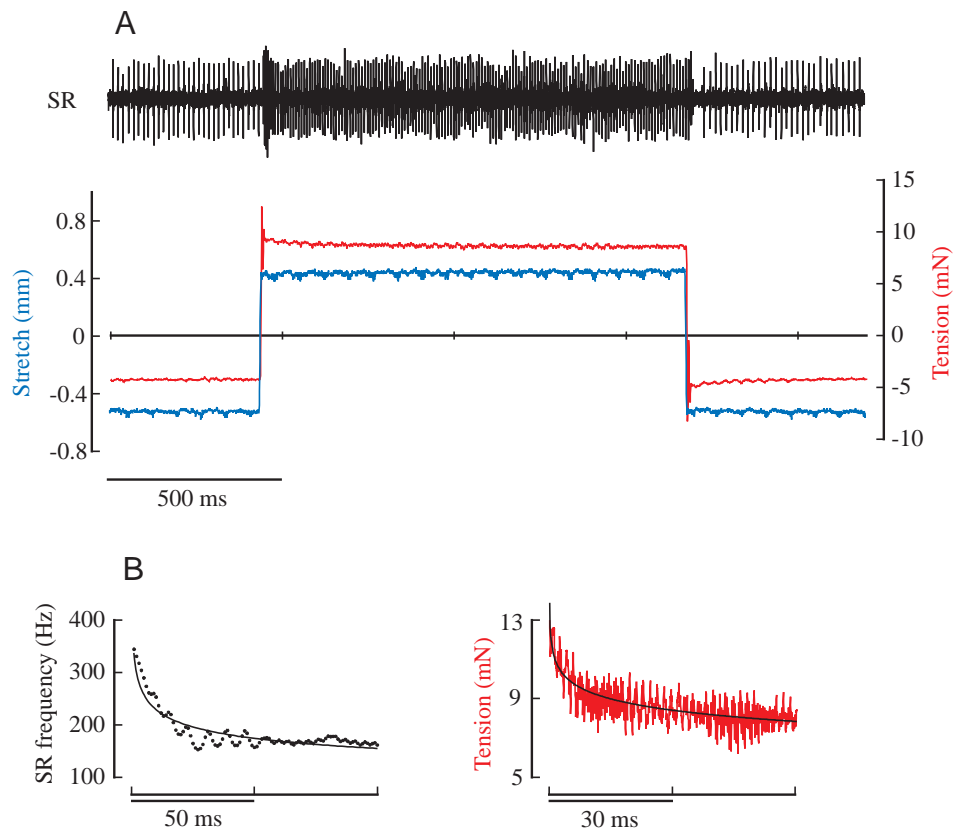 A
SR
Stretch (mm)
0.8
0.4
0
-0.4
-0.8
15
10
5
0
-5
-10
Tension (mN)
500 ms
B
SR frequency (Hz)
400
300
200
100
50 ms
Tension (mN)
13
9
5
30 ms